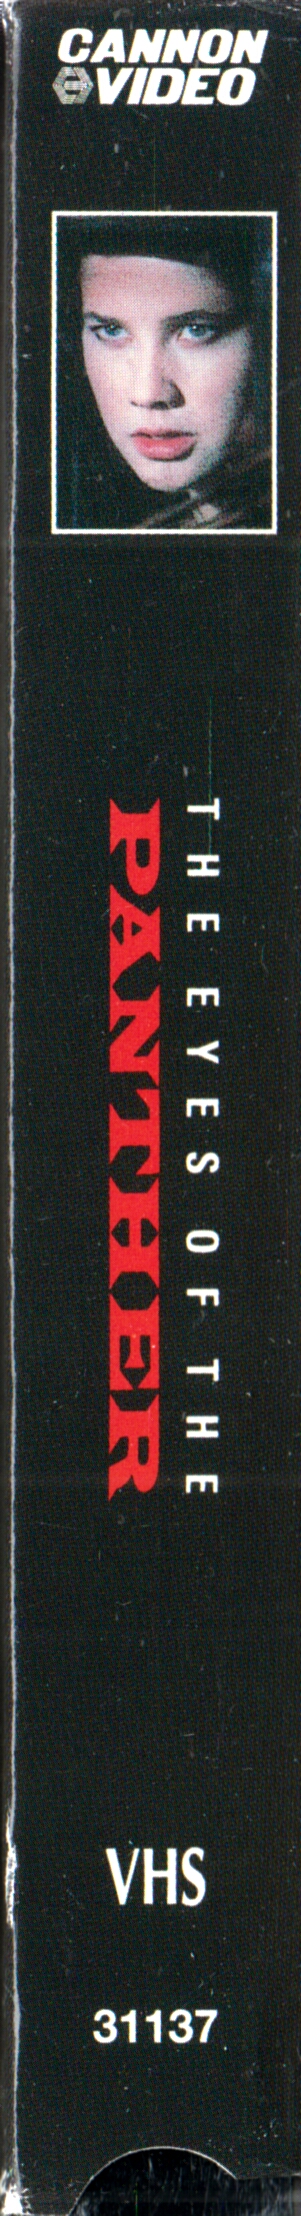 CANNON
VIDEO
THE EYES OF THE
PANTHER
VHS
31137